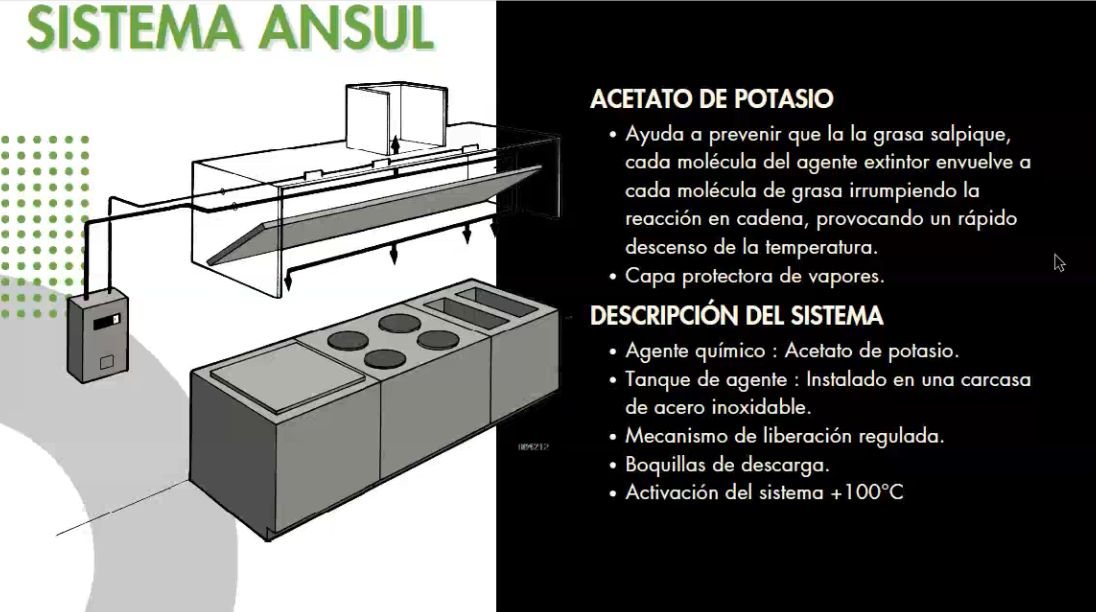 SISTEMA ANSUL
ACETATO DE POTASIO
• Ayuda a prevenir que la la grasa salpique,
cada molécula del agente extintor envuelve a
cada molécula de grasa irrumpiendo la
reacción en cadena, provocando un rápido
descenso de la temperatura.
• Capa protectora de vapores.
DESCRIPCIÓN DEL SISTEMA
• Agente químico : Acetato de potasio.
• Tanque de agente : Instalado en una carcasa
de acero inoxidable.
• Mecanismo de liberación regulada.
• Boquillas de descarga.
• Activación del sistema +100°C